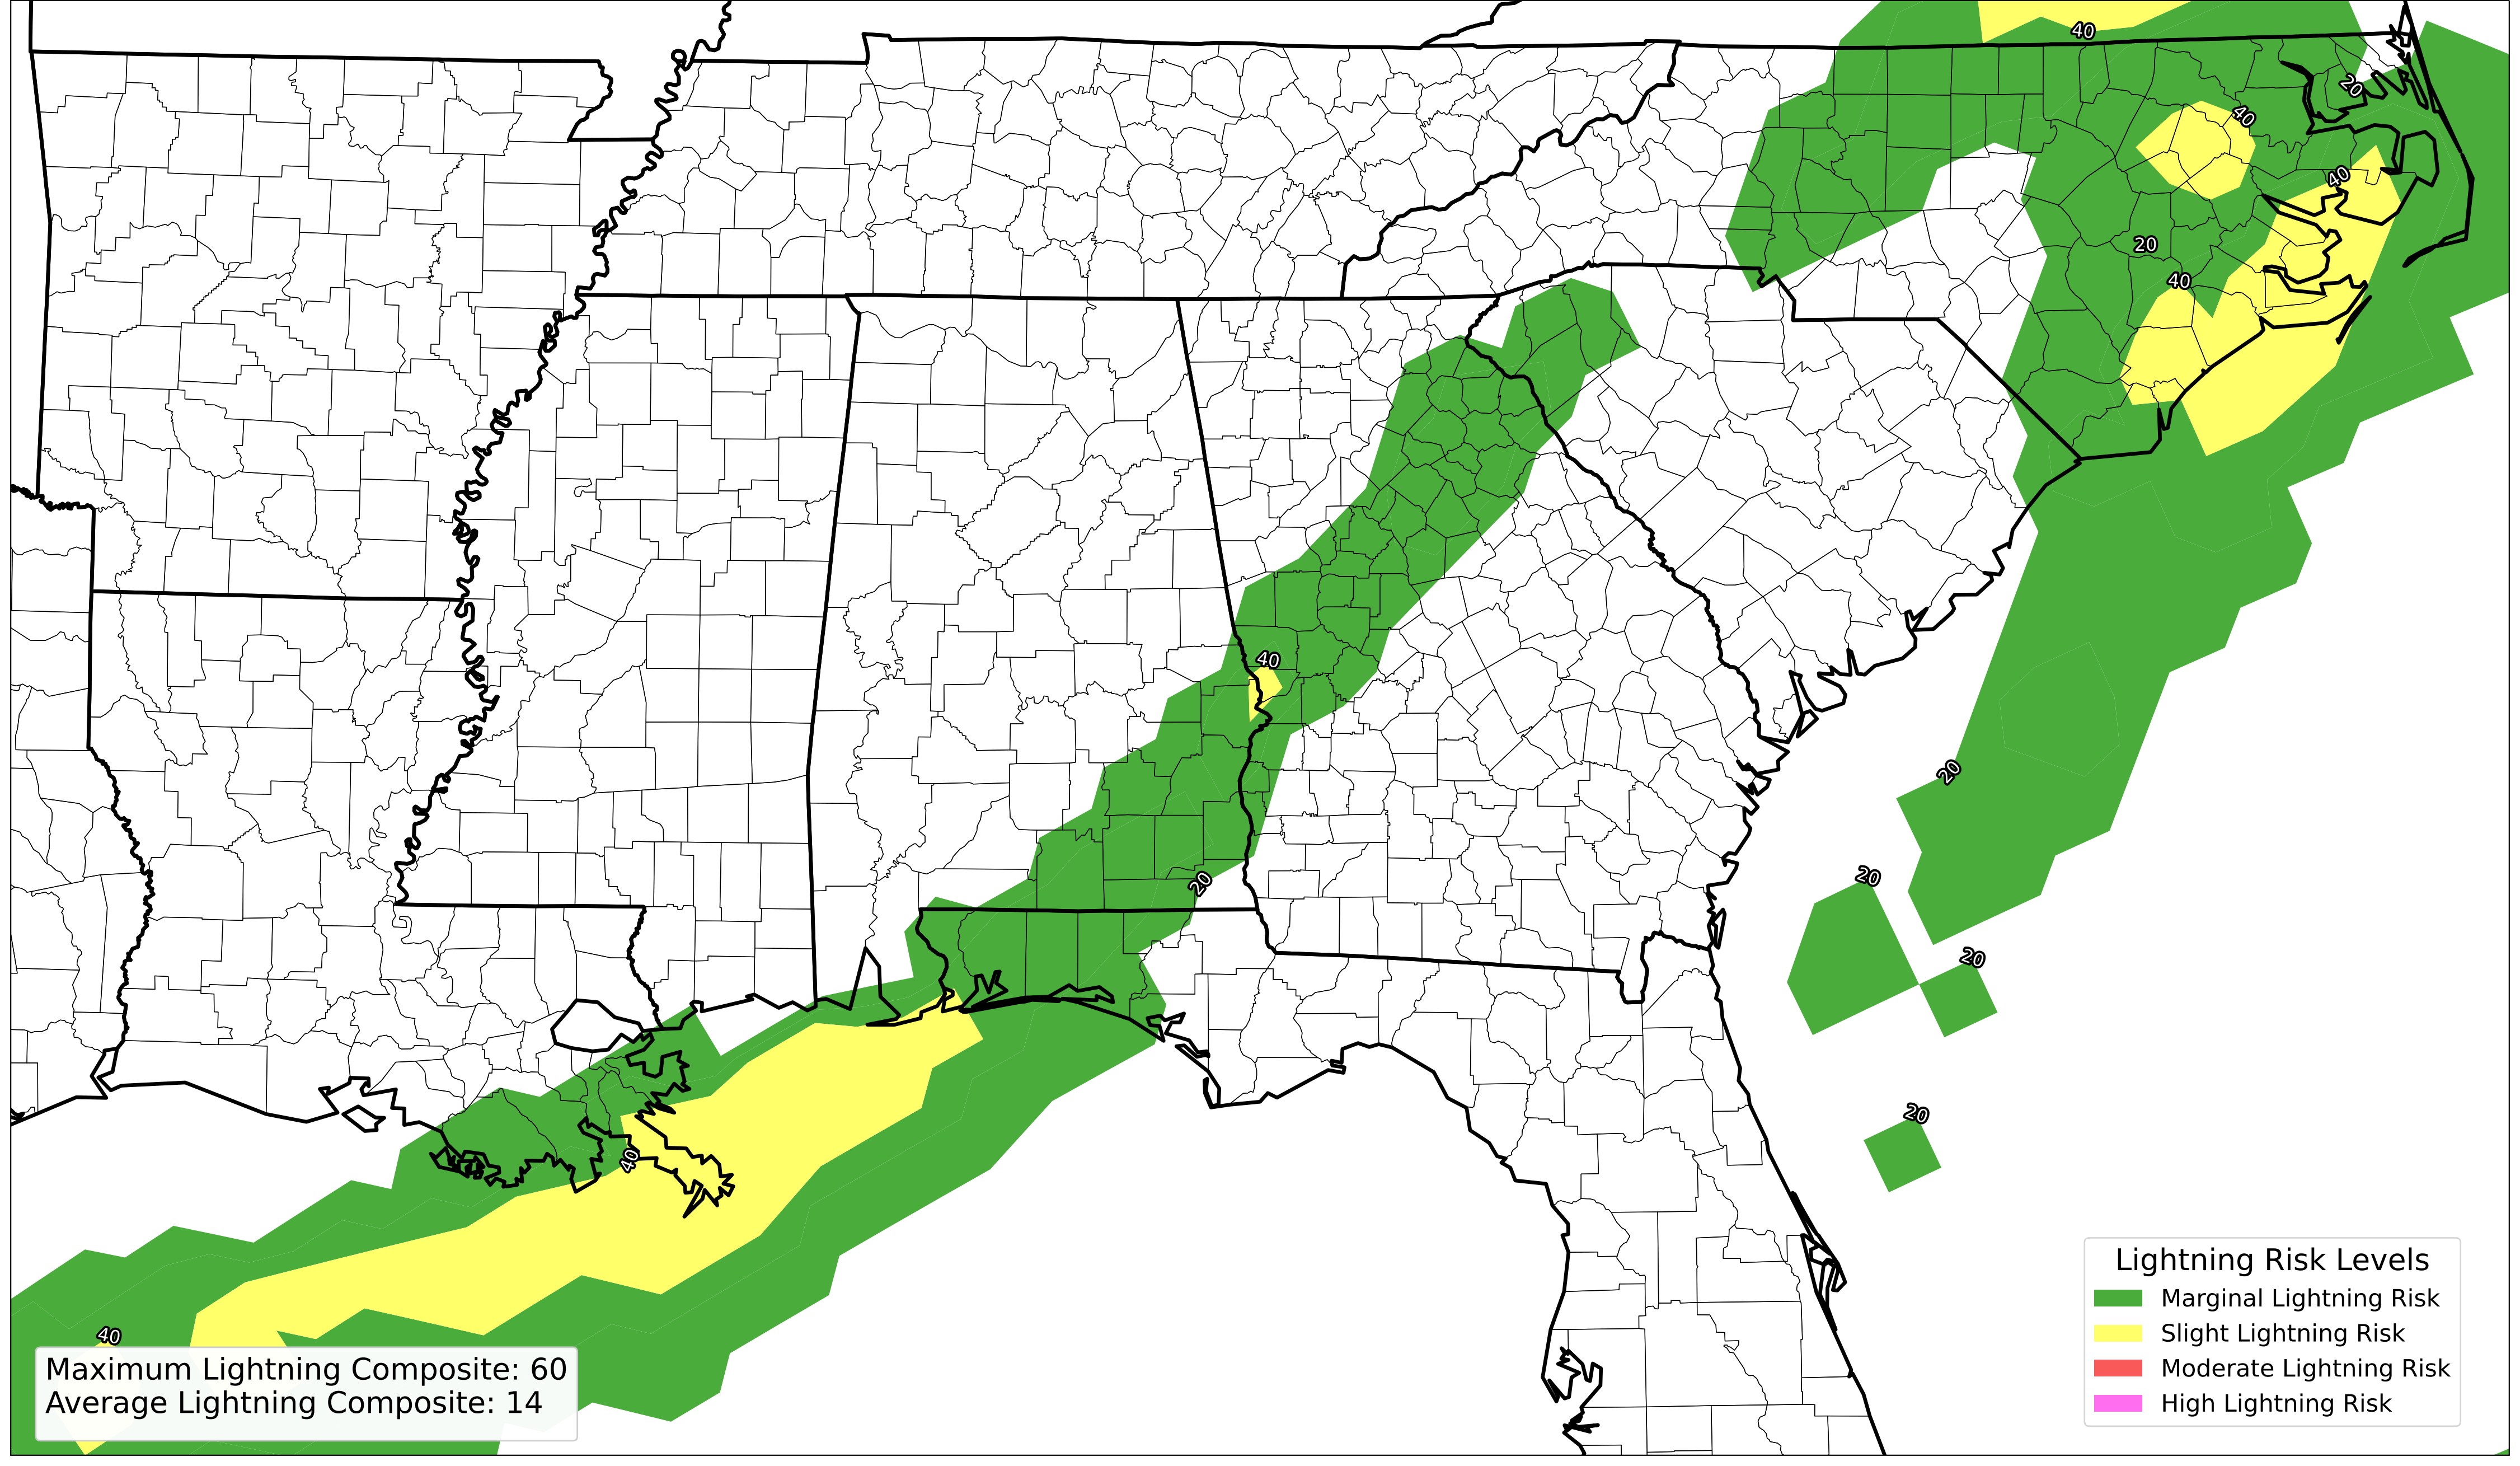 40
20
40
40
20
40
40
20
20
20
20
20
40
40
Maximum Lightning Composite: 60
Average Lightning Composite: 14
Lightning Risk Levels
Marginal Lightning Risk
Slight Lightning Risk
Moderate Lightning Risk
High Lightning Risk